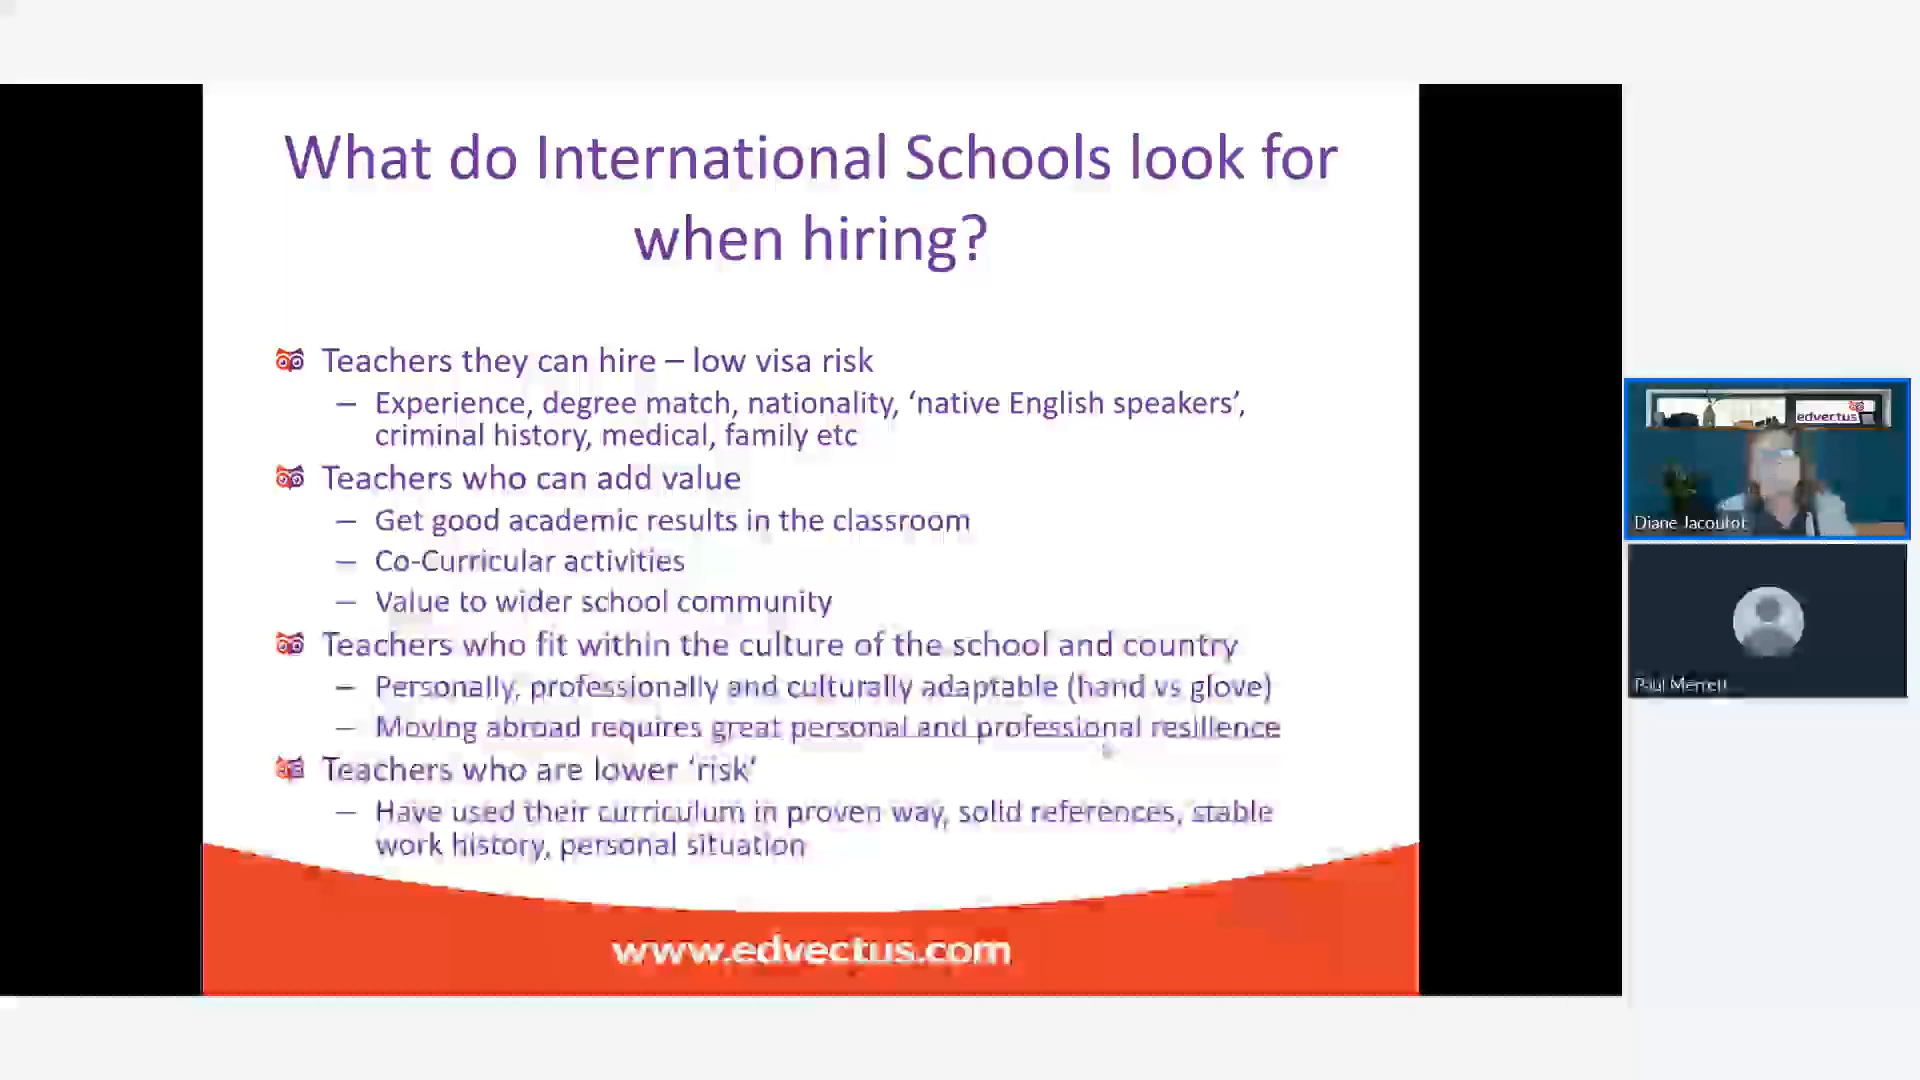 What do International Schools look for
when hiring?
Teachers they can hire – low visa risk
– Experience, degree match, nationality, ‘native English speakers’,
criminal history, medical, family etc
Teachers who can add value
– Get good academic results in the classroom
– Co-Curricular activities
– Value to wider school community
Teachers who fit within the culture of the school and country
– Personally, professionally and culturally adaptable (hand vs glove)
– Moving abroad requires great personal and professional resilience
Teachers who are lower ‘risk’
– Have used their curriculum in proven way, solid references, stable
work history, personal situation
www.edvectus.com
edvectus
Diane Jacoutot
Paul Merrett